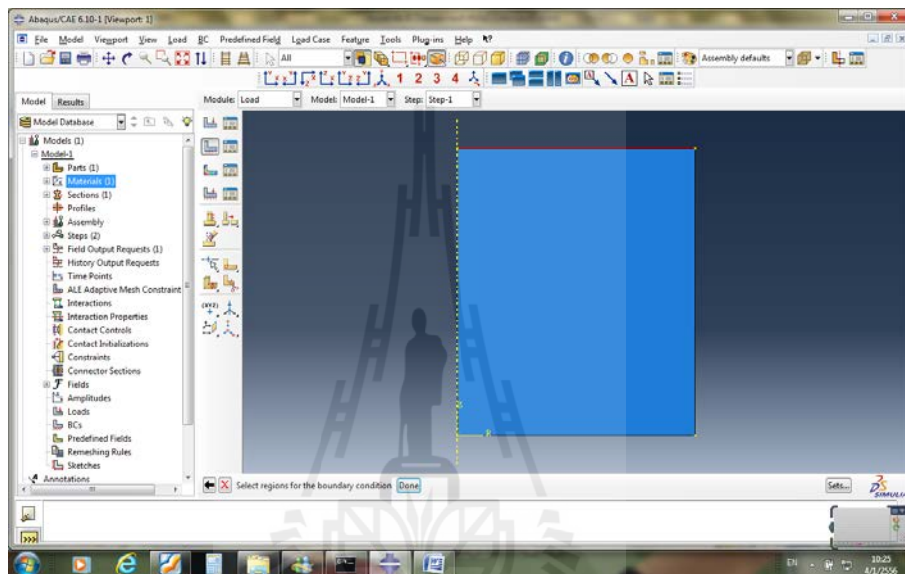 Abaqus/CAE 6.10-1 [Viewport: 1]
File Model Viewport View Load BC Predefined Field Load Case Feature Tools Plug-ins Help
All Assembly defaults
1 2 3 4 A
Model Results Module: Load Model: Model-1 Step: Step-1
Model Database
Models (1)
Model-1
Parts (1)
Materials (1)
Sections (1)
Profiles
Assembly
Steps (2)
Field Output Requests (1)
History Output Requests
Time Points
ALE Adaptive Mesh Constraint
Interactions
Interaction Properties
Contact Controls
Contact Initializations
Constraints
Connector Sections
Fields
Amplitudes
Loads
BCs
Predefined Fields
Remeshing Rules
Sketches
Annotations
(XYZ)
R
Select regions for the boundary condition Done Sets...
SIMULIA
>>>
EN 10:25
4/1/2556